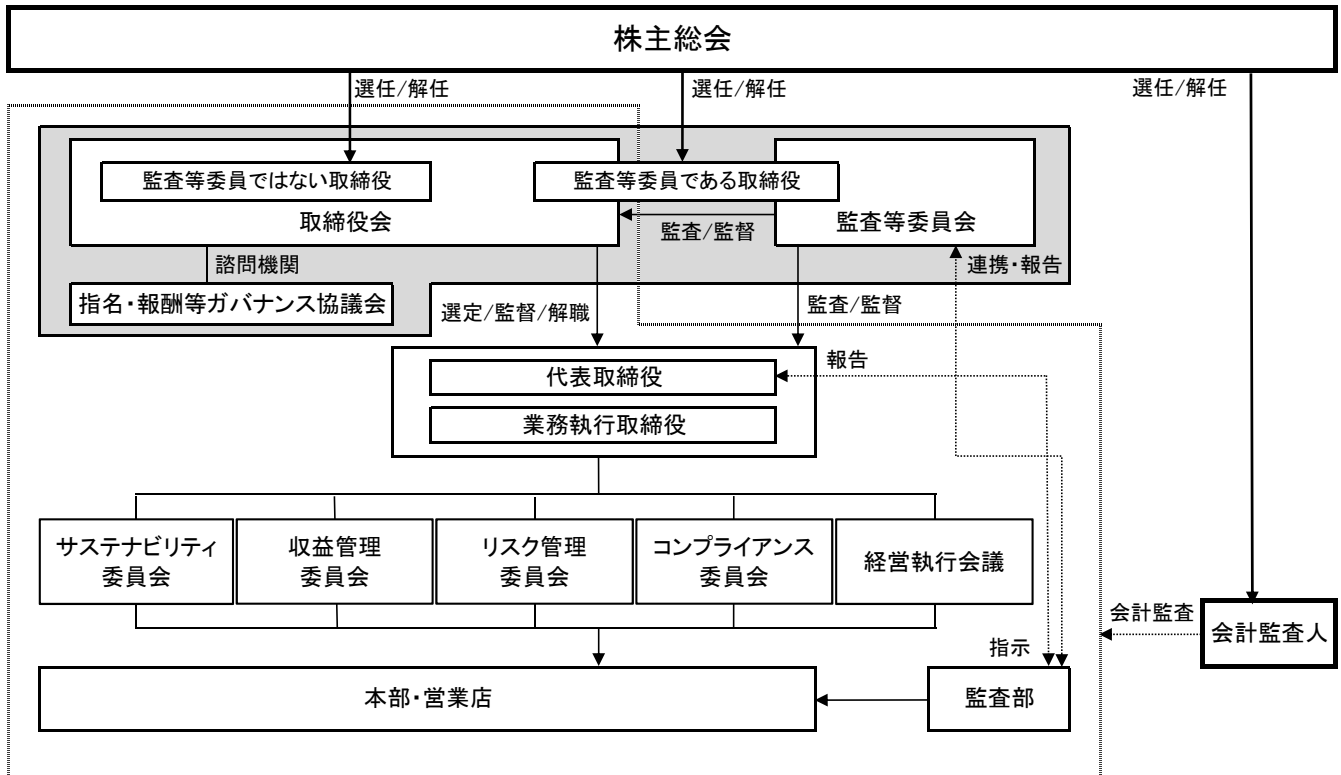 株主総会
選任/解任
選任/解任
選任/解任
監査等委員ではない取締役
監査等委員である取締役
取締役会
監査/監督
監査等委員会
諮問機関
連携・報告
指名・報酬等ガバナンス協議会
選定/監督/解職
監査/監督
報告
代表取締役
業務執行取締役
サステナビリティ
委員会
収益管理
委員会
リスク管理
委員会
コンプライアンス
委員会
経営執行会議
会計監査
会計監査人
指示
本部・営業店
監査部